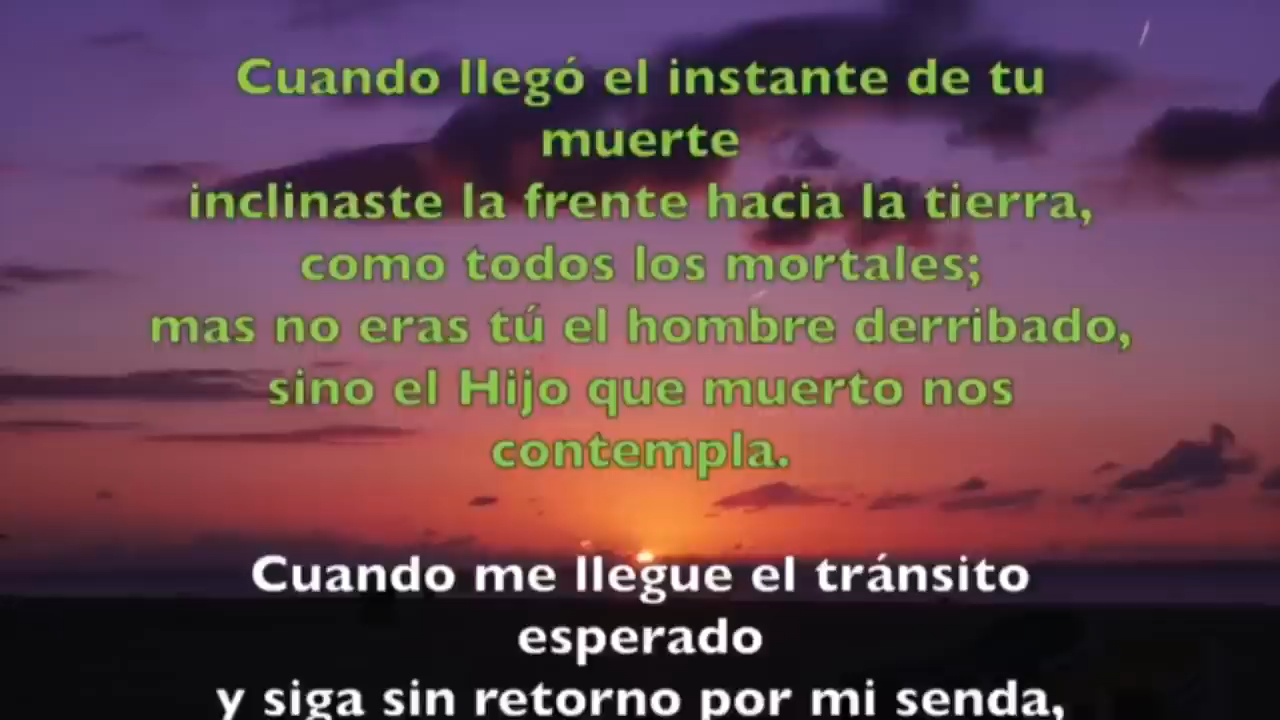 Cuando llegó el instante de tu
muerte
inclinaste la frente hacia la tierra,
como todos los mortales;
mas no eras tú el hombre derribado,
sino el Hijo que muerto nos
contempla.
Cuando me llegue el tránsito
esperado
y siga sin retorno por mi senda,